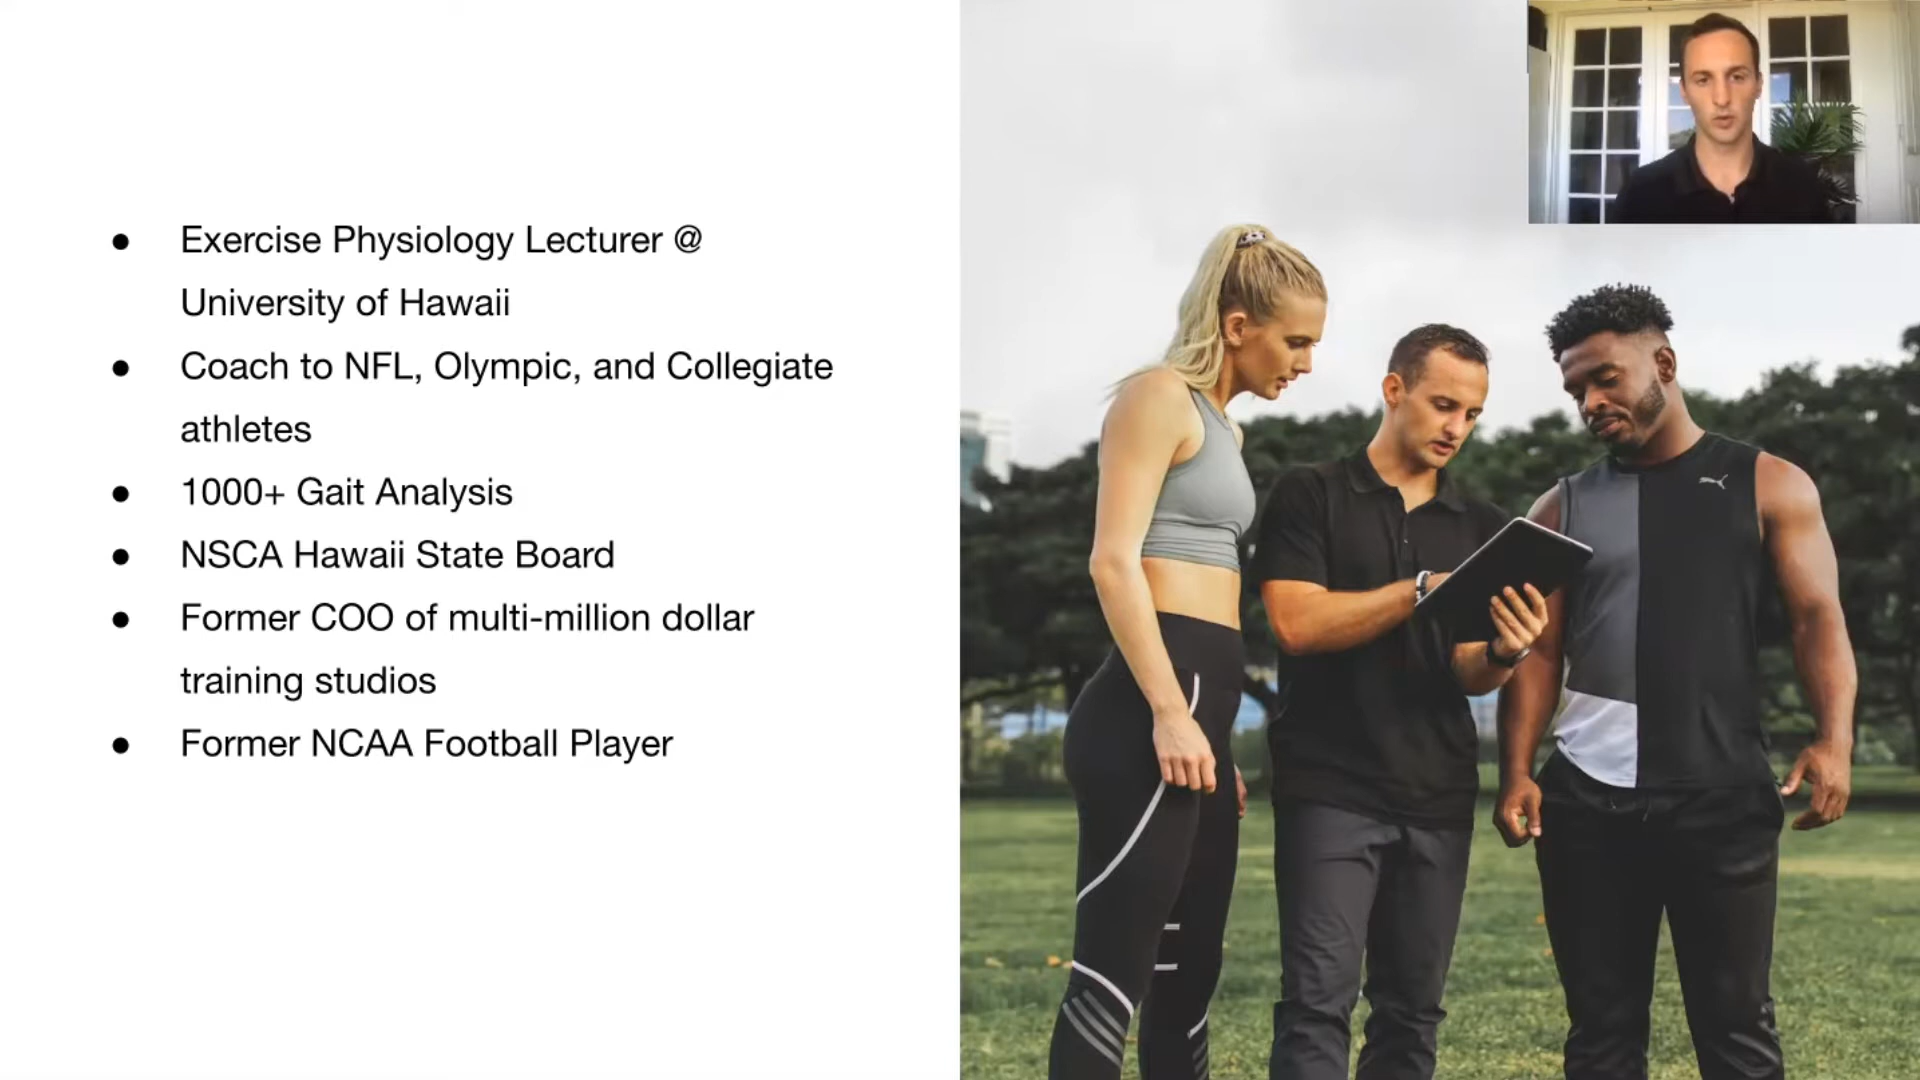 ● Exercise Physiology Lecturer @
University of Hawaii
● Coach to NFL, Olympic, and Collegiate
athletes
● 1000+ Gait Analysis
● NSCA Hawaii State Board
● Former COO of multi-million dollar
training studios
● Former NCAA Football Player